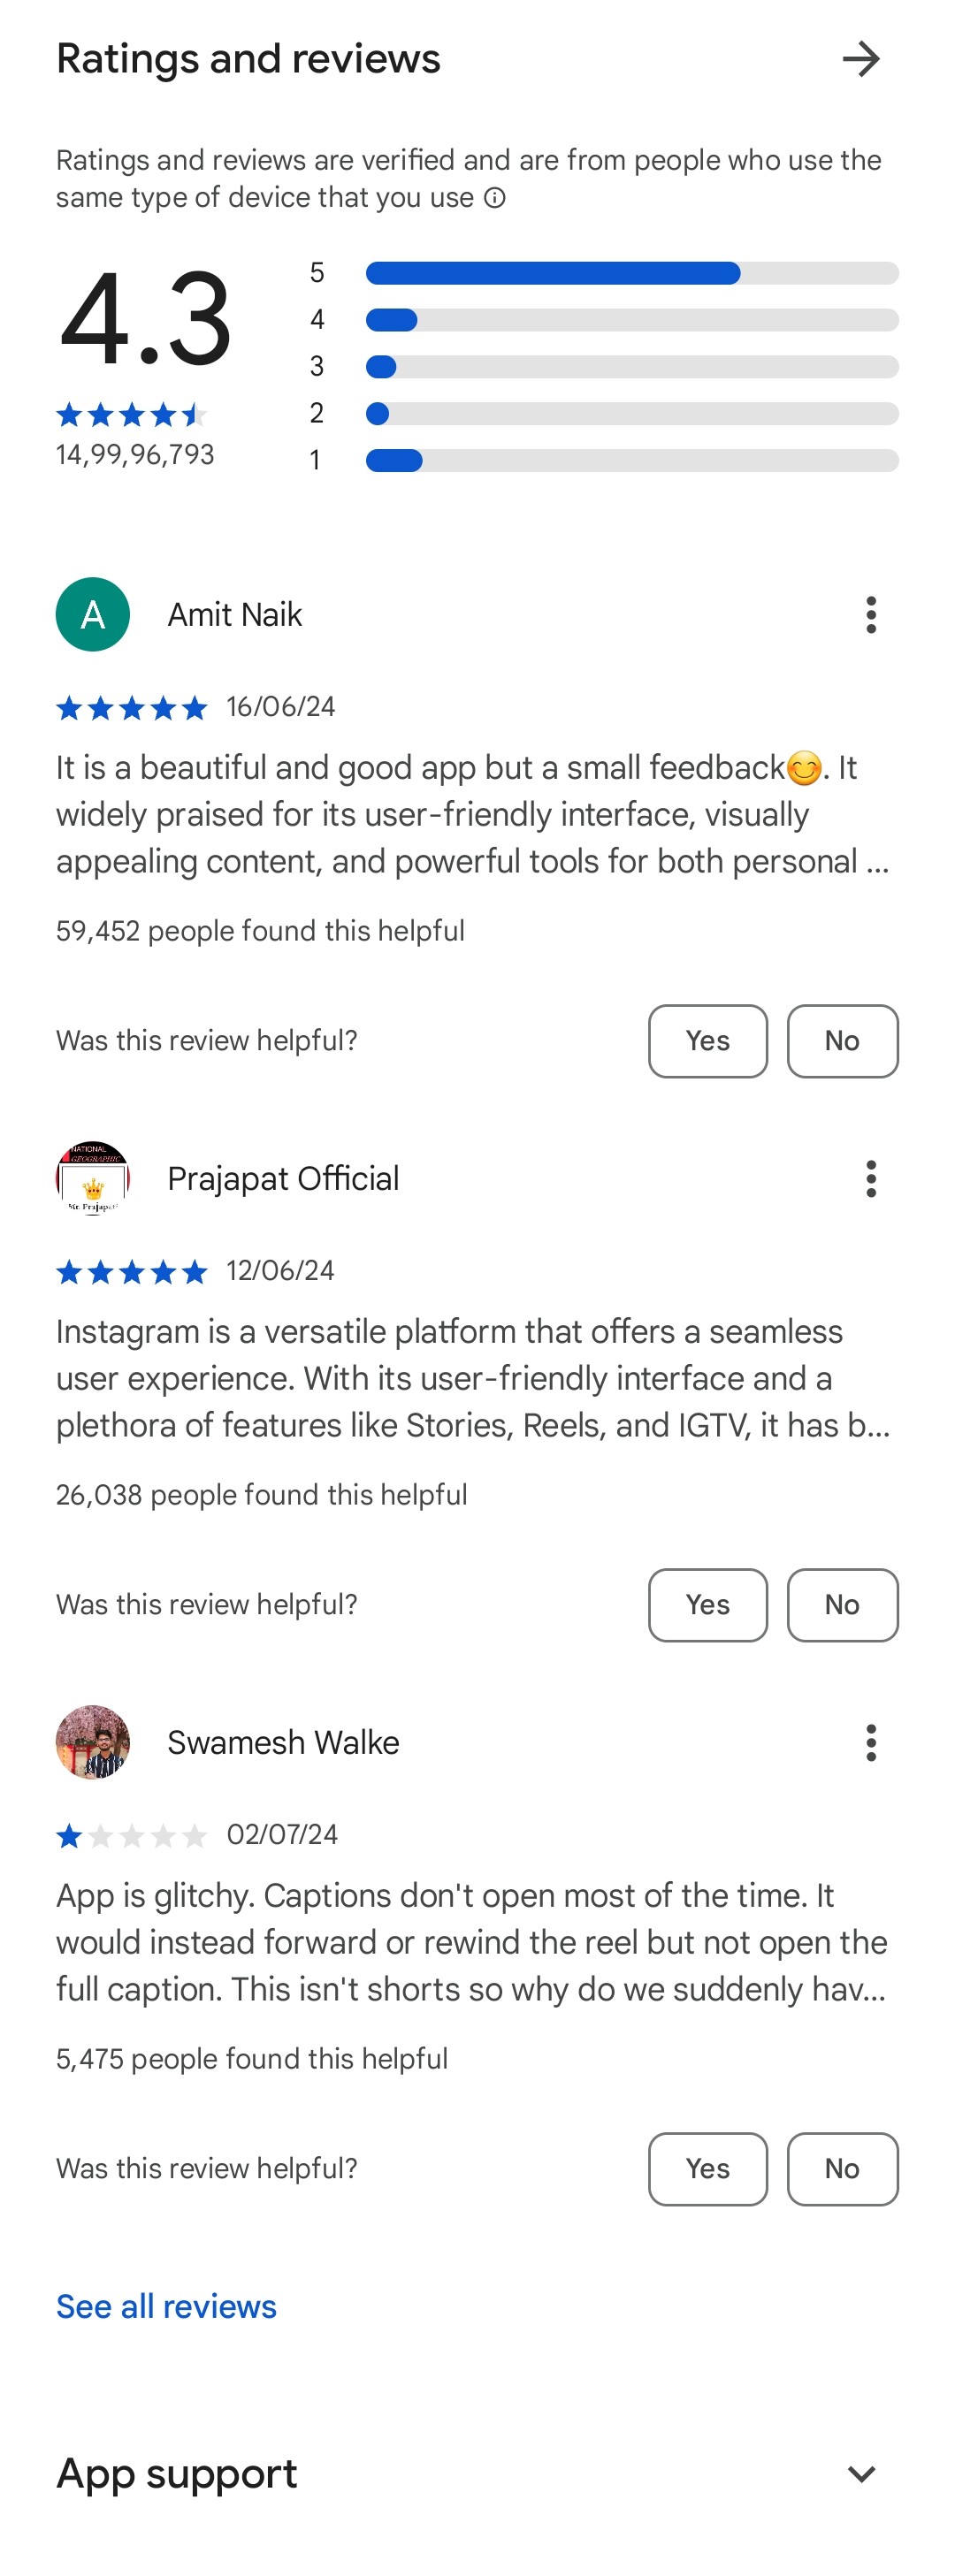 Ratings and reviews
Ratings and reviews are verified and are from people who use the
same type of device that you use
4.3
14,99,96,793
5
4
3
2
1
A
Amit Naik
16/06/24
It is a beautiful and good app but a small feedback😊. It
widely praised for its user-friendly interface, visually
appealing content, and powerful tools for both personal ...
59,452 people found this helpful
Was this review helpful?
Yes
No
NATIONAL
GEOGRAPHIC
Mr. Prajapati
Prajapat Official
12/06/24
Instagram is a versatile platform that offers a seamless
user experience. With its user-friendly interface and a
plethora of features like Stories, Reels, and IGTV, it has b...
26,038 people found this helpful
Was this review helpful?
Yes
No
Swamesh Walke
02/07/24
App is glitchy. Captions don't open most of the time. It
would instead forward or rewind the reel but not open the
full caption. This isn't shorts so why do we suddenly hav...
5,475 people found this helpful
Was this review helpful?
Yes
No
See all reviews
App support